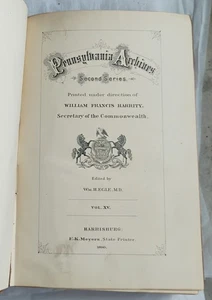 Pennsylvania Archives
Second Series.
Printed under direction of
WILLIAM FRANCIS HARRITY,
Secretary of the Commonwealth.
Edited by
Wm. H. EGLE, M.D.
VOL. XV.
HARRISBURG:
E. K. Meyers, State Printer.